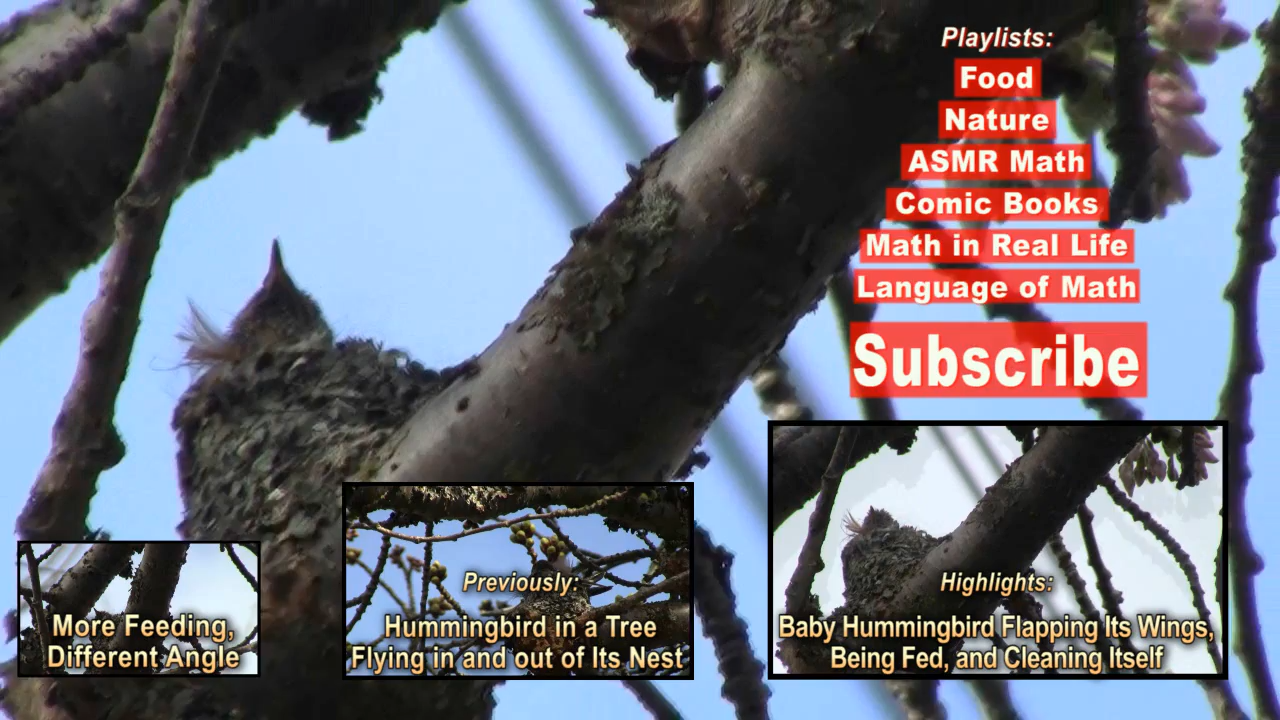 Playlists:
Food
Nature
ASMR Math
Comic Books
Math in Real Life
Language of Math
Subscribe
More Feeding,
Different Angle
Previously:
Hummingbird in a Tree
Flying in and out of Its Nest
Highlights:
Baby Hummingbird Flapping Its Wings,
Being Fed, and Cleaning Itself